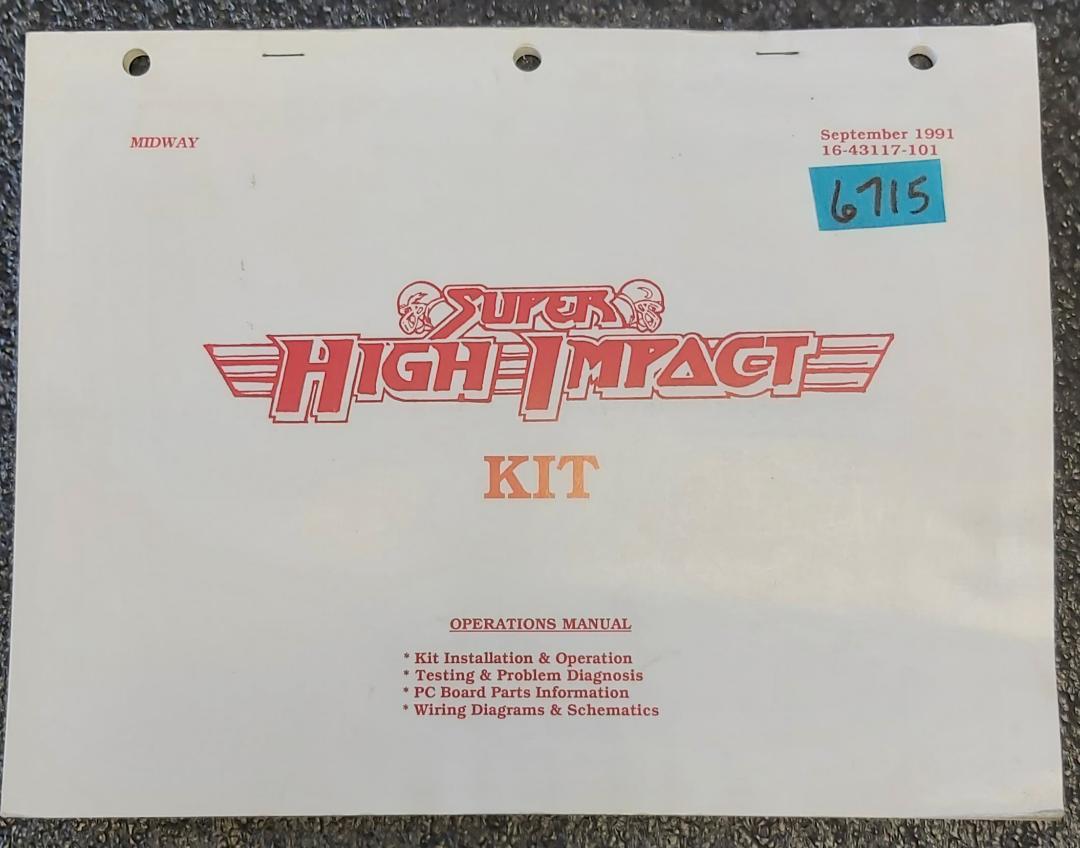 MIDWAY
September 1991
16-43117-101
6715
SUPER
HIGH IMPACT
KIT
OPERATIONS MANUAL
* Kit Installation & Operation
* Testing & Problem Diagnosis
* PC Board Parts Information
* Wiring Diagrams & Schematics